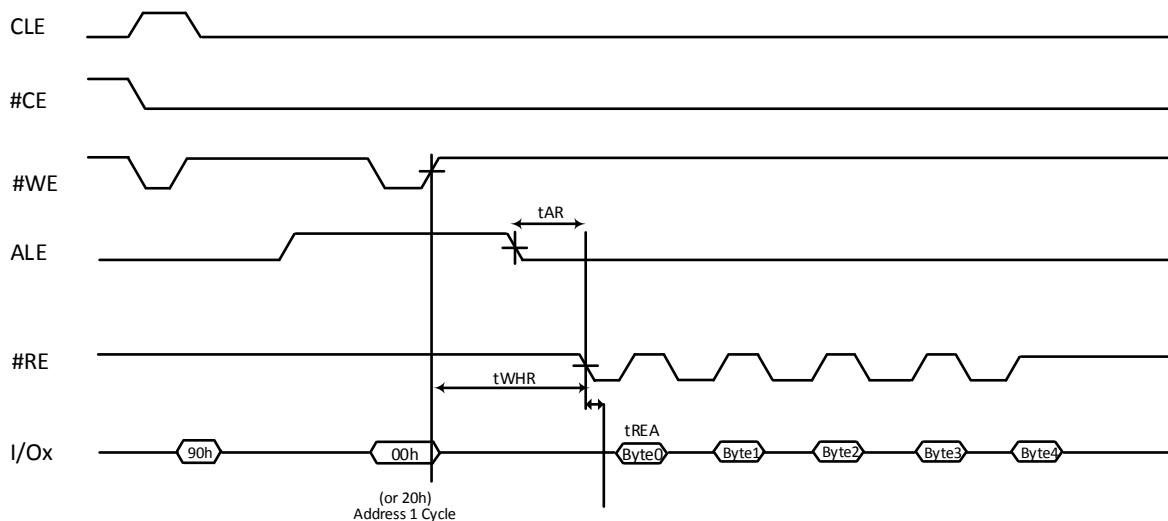 CLE
#CE
#WE
tAR
ALE
#RE
tWHR
tREA
I/Ox
90h
00h
Byte0
Byte1
Byte2
Byte3
Byte4
(or 20h)
Address 1 Cycle